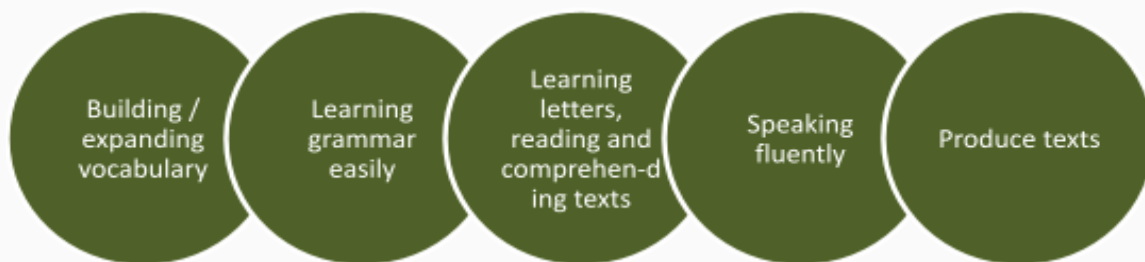 Building /
expanding
vocabulary
Learning
grammar
easily
Learning
letters,
reading and
comprehen-d
ing texts
Speaking
fluently
Produce texts